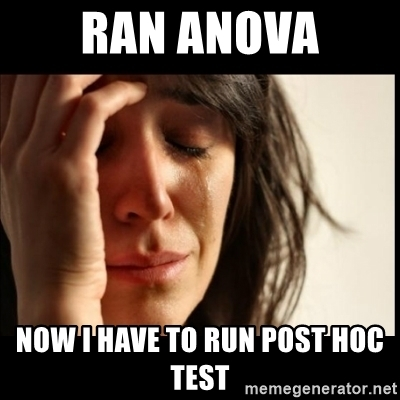 RAN ANOVA
NOW I HAVE TO RUN POST HOC
TEST
memegenerator.net